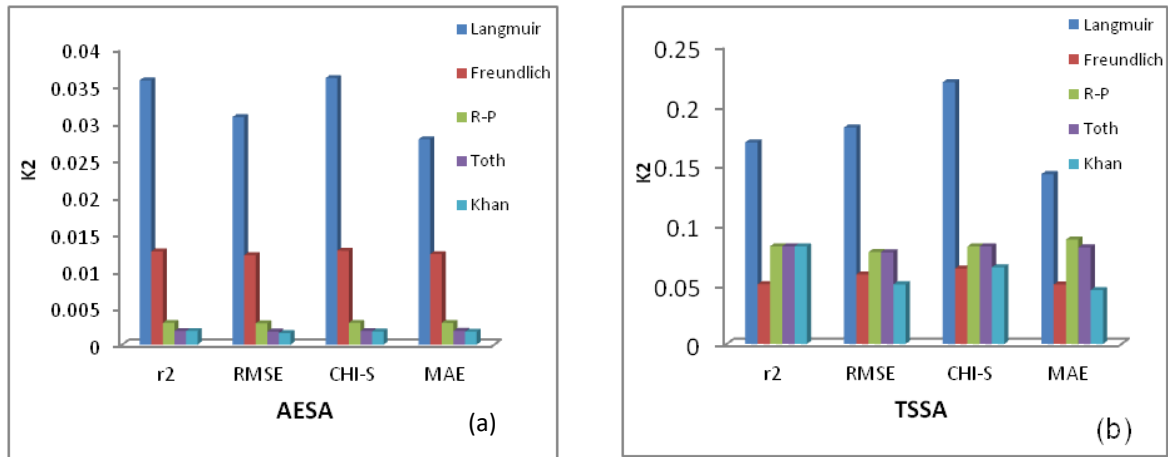 Langmuir
Freundlich
R-P
Toth
Khan
0.04
0.035
0.03
0.025
0.02
0.015
0.01
0.005
0
K2
r2 RMSE CHI-S MAE
AESA
(a)
Langmuir
Freundlich
R-P
Toth
Khan
0.25
0.2
0.15
0.1
0.05
0
K2
r2 RMSE CHI-S MAE
TSSA
(b)